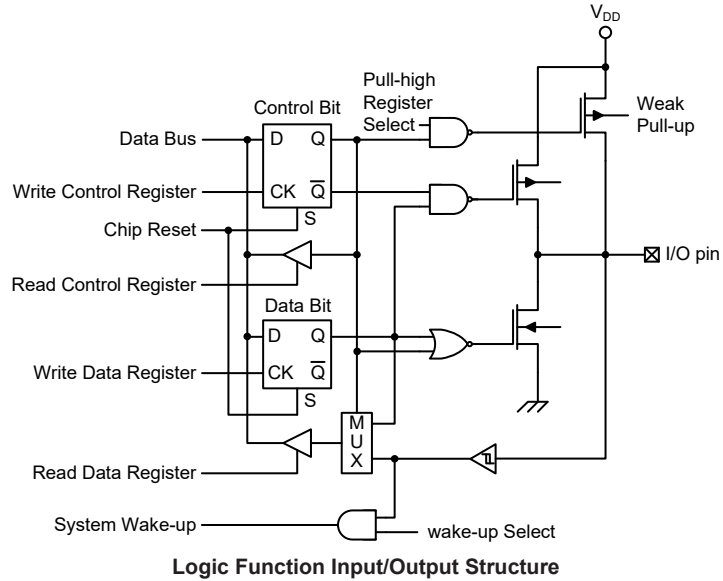 V_DD
Pull-high
Register
Select
Control Bit
Weak
Pull-up
Data Bus
D Q
Write Control Register
CK Q̅
S
Chip Reset
I/O pin
Read Control Register
Data Bit
D Q
Write Data Register
CK Q̅
S
M
U
X
Read Data Register
System Wake-up
wake-up Select
Logic Function Input/Output Structure